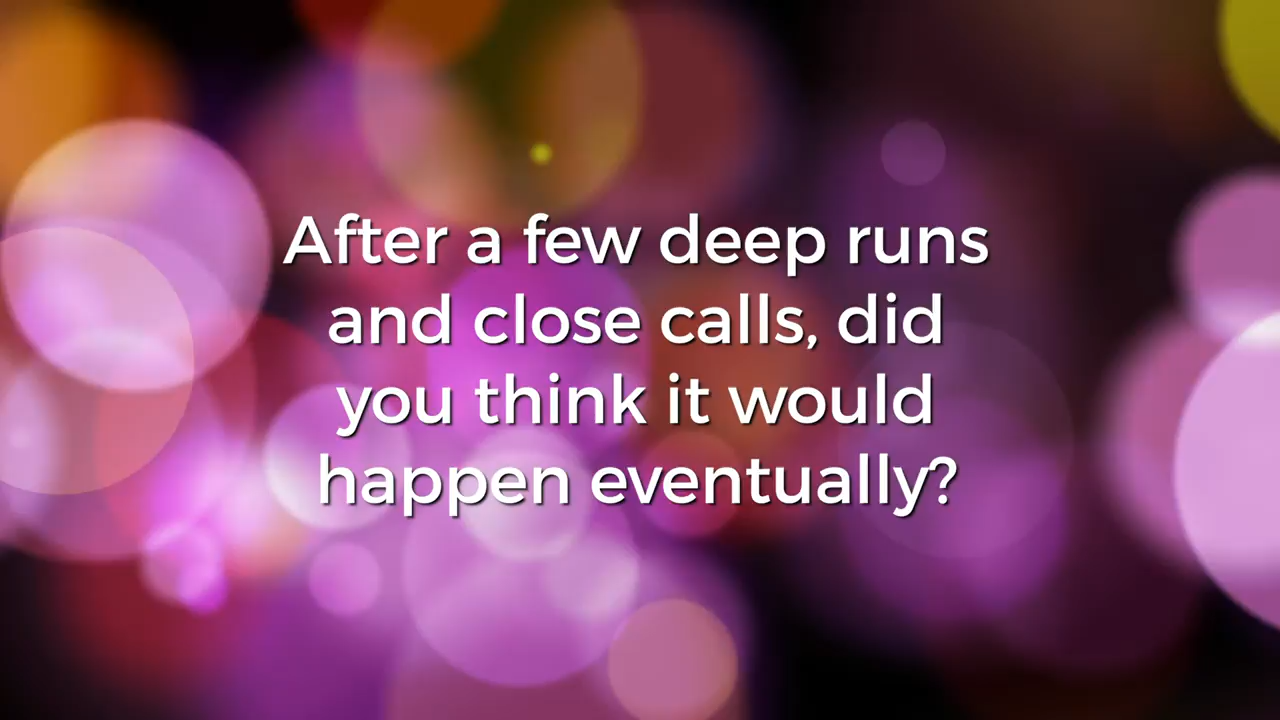 After a few deep runs
and close calls, did
you think it would
happen eventually?